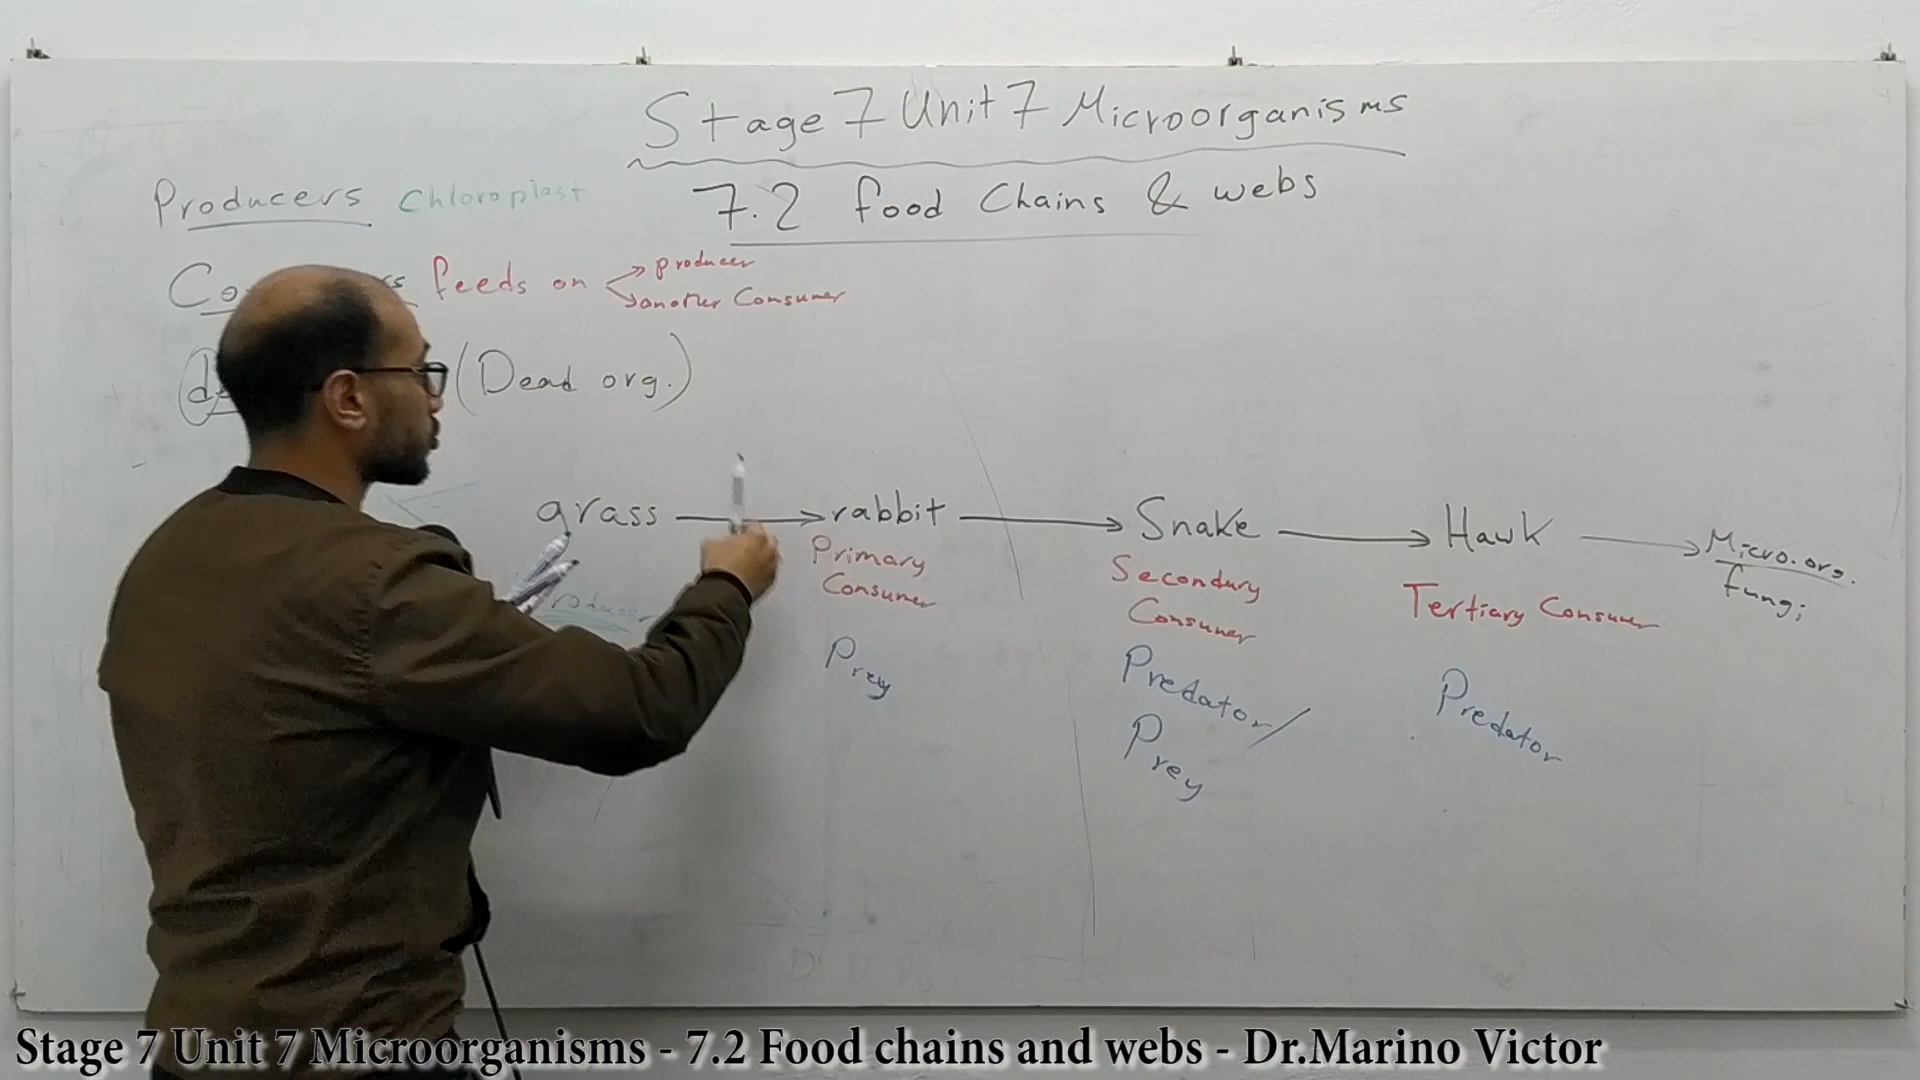 Stage 7 Unit 7 Microorganisms
7.2 food Chains & webs
Producers Chloroplast
feeds on producer
another Consumer
(Dead org.)
grass rabbit Snake Hawk Micro.org.
fungi
Primary
Consumer
Secondary
Consumer
Tertiary Consumer
Prey
Predator/
Prey
Predator
Stage 7 Unit 7 Microorganisms - 7.2 Food chains and webs - Dr.Marino Victor